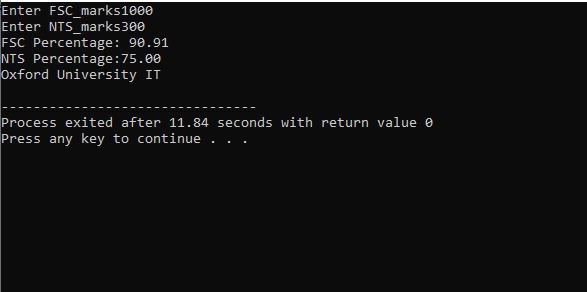 Enter FSC_marks1000
Enter NTS_marks300
FSC Percentage: 90.91
NTS Percentage:75.00
Oxford University IT
--------------------------------
Process exited after 11.84 seconds with return value 0
Press any key to continue . . .